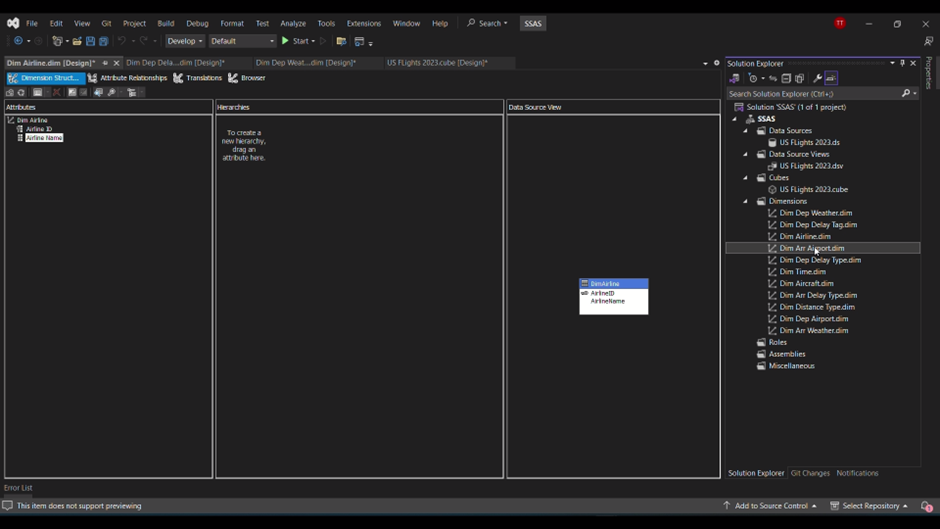 File Edit View Git Project Build Debug Format Test Analyze Tools Extensions Window Help Search SSAS TT
Develop Default Start
Dim Airline.dim [Design]* Dim Dep Dela....dim [Design]* Dim Dep Weat....dim [Design]* US FLights 2023.cube [Design]*
Dimension Struct... Attribute Relationships Translations Browser
Attributes Hierarchies Data Source View
Dim Airline
Airline ID
Airline Name
To create a
new hierarchy,
drag an
attribute here.
DimAirline
AirlineID
AirlineName
Solution Explorer
Search Solution Explorer (Ctrl+;)
Solution 'SSAS' (1 of 1 project)
SSAS
Data Sources
US FLights 2023.ds
Data Source Views
US FLights 2023.dsv
Cubes
US FLights 2023.cube
Dimensions
Dim Dep Weather.dim
Dim Dep Delay Tag.dim
Dim Airline.dim
Dim Arr Airport.dim
Dim Dep Delay Type.dim
Dim Time.dim
Dim Aircraft.dim
Dim Arr Delay Type.dim
Dim Distance Type.dim
Dim Dep Airport.dim
Dim Arr Weather.dim
Roles
Assemblies
Miscellaneous
Solution Explorer Git Changes Notifications
Properties
Error List
This item does not support previewing Add to Source Control Select Repository